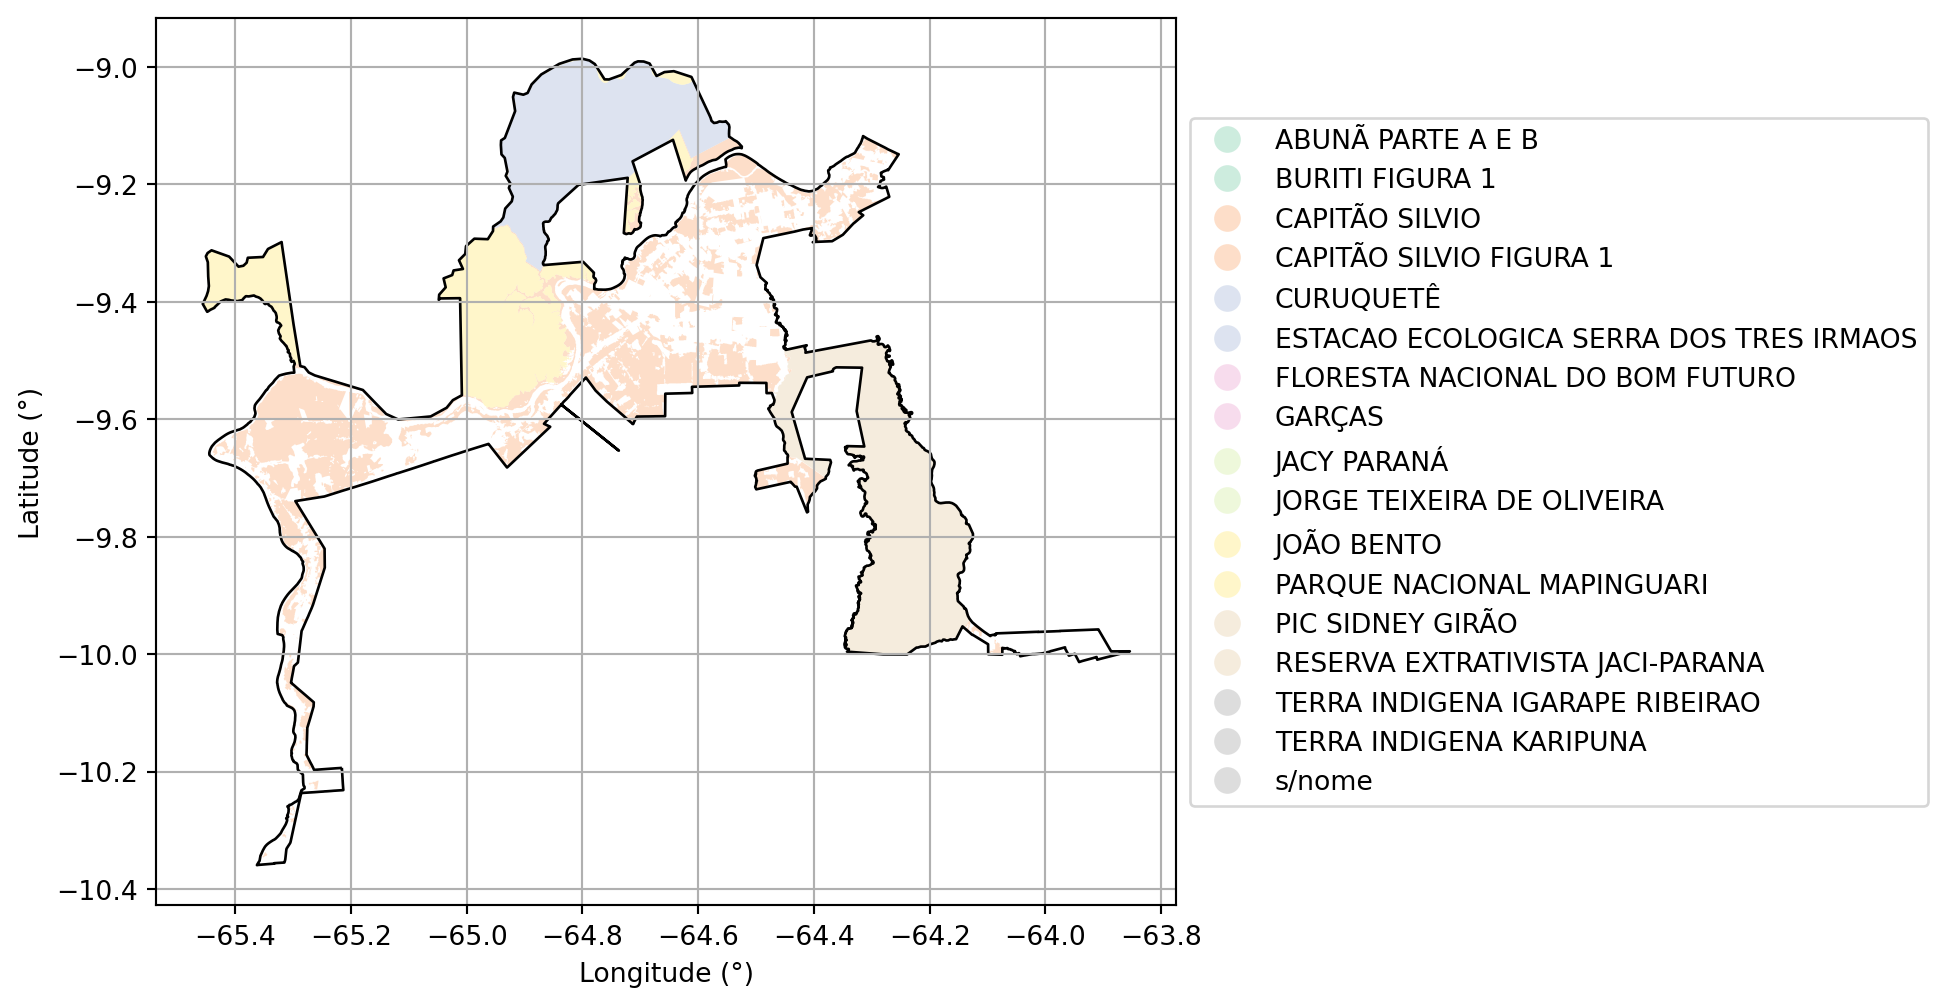 −9.0
−9.2
−9.4
−9.6
−9.8
−10.0
−10.2
−10.4
Latitude (°)
−65.4 −65.2 −65.0 −64.8 −64.6 −64.4 −64.2 −64.0 −63.8
Longitude (°)
ABUNÃ PARTE A E B
BURITI FIGURA 1
CAPITÃO SILVIO
CAPITÃO SILVIO FIGURA 1
CURUQUETÊ
ESTACAO ECOLOGICA SERRA DOS TRES IRMAOS
FLORESTA NACIONAL DO BOM FUTURO
GARÇAS
JACY PARANÁ
JORGE TEIXEIRA DE OLIVEIRA
JOÃO BENTO
PARQUE NACIONAL MAPINGUARI
PIC SIDNEY GIRÃO
RESERVA EXTRATIVISTA JACI-PARANA
TERRA INDIGENA IGARAPE RIBEIRAO
TERRA INDIGENA KARIPUNA
s/nome